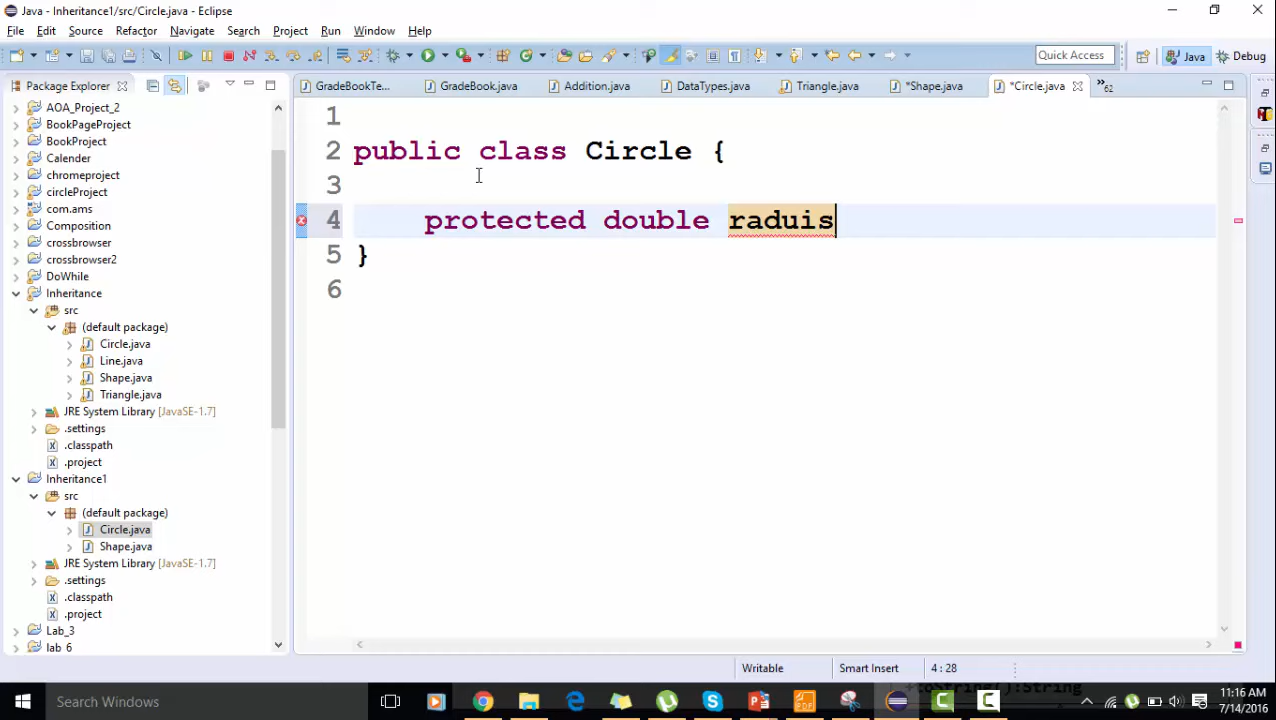 Java - Inheritance1/src/Circle.java - Eclipse
File Edit Source Refactor Navigate Search Project Run Window Help
Quick Access Java Debug
Package Explorer
GradeBookTe... GradeBook.java Addition.java DataTypes.java Triangle.java *Shape.java *Circle.java »62
AOA_Project_2
BookPageProject
BookProject
Calender
chromeproject
circleProject
com.ams
Composition
crossbrowser
crossbrowser2
DoWhile
Inheritance
src
(default package)
Circle.java
Line.java
Shape.java
Triangle.java
JRE System Library [JavaSE-1.7]
.settings
.classpath
.project
Inheritance1
src
(default package)
Circle.java
Shape.java
JRE System Library [JavaSE-1.7]
.settings
.classpath
.project
Lab_3
lab 6
1
2 public class Circle {
3
4 protected double raduis
5 }
6
Writable Smart Insert 4 : 28
Search Windows
+toString():String
11:16 AM
7/14/2016